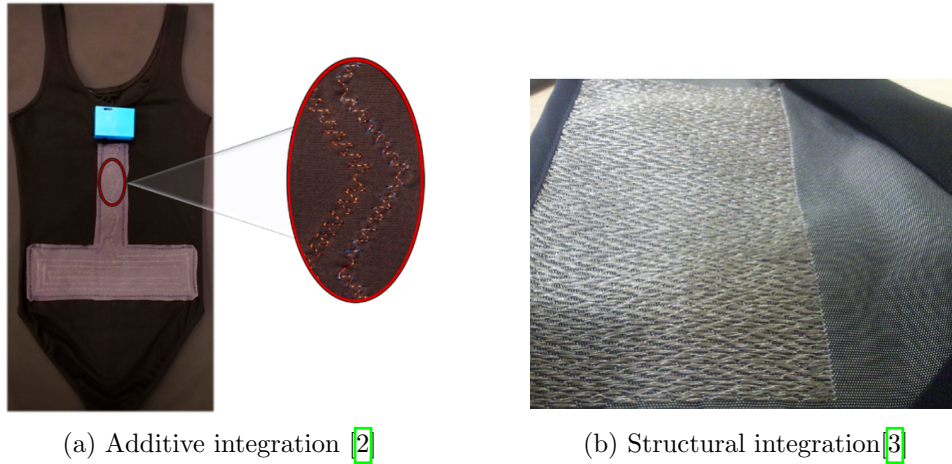 (a) Additive integration [2]
(b) Structural integration[3]